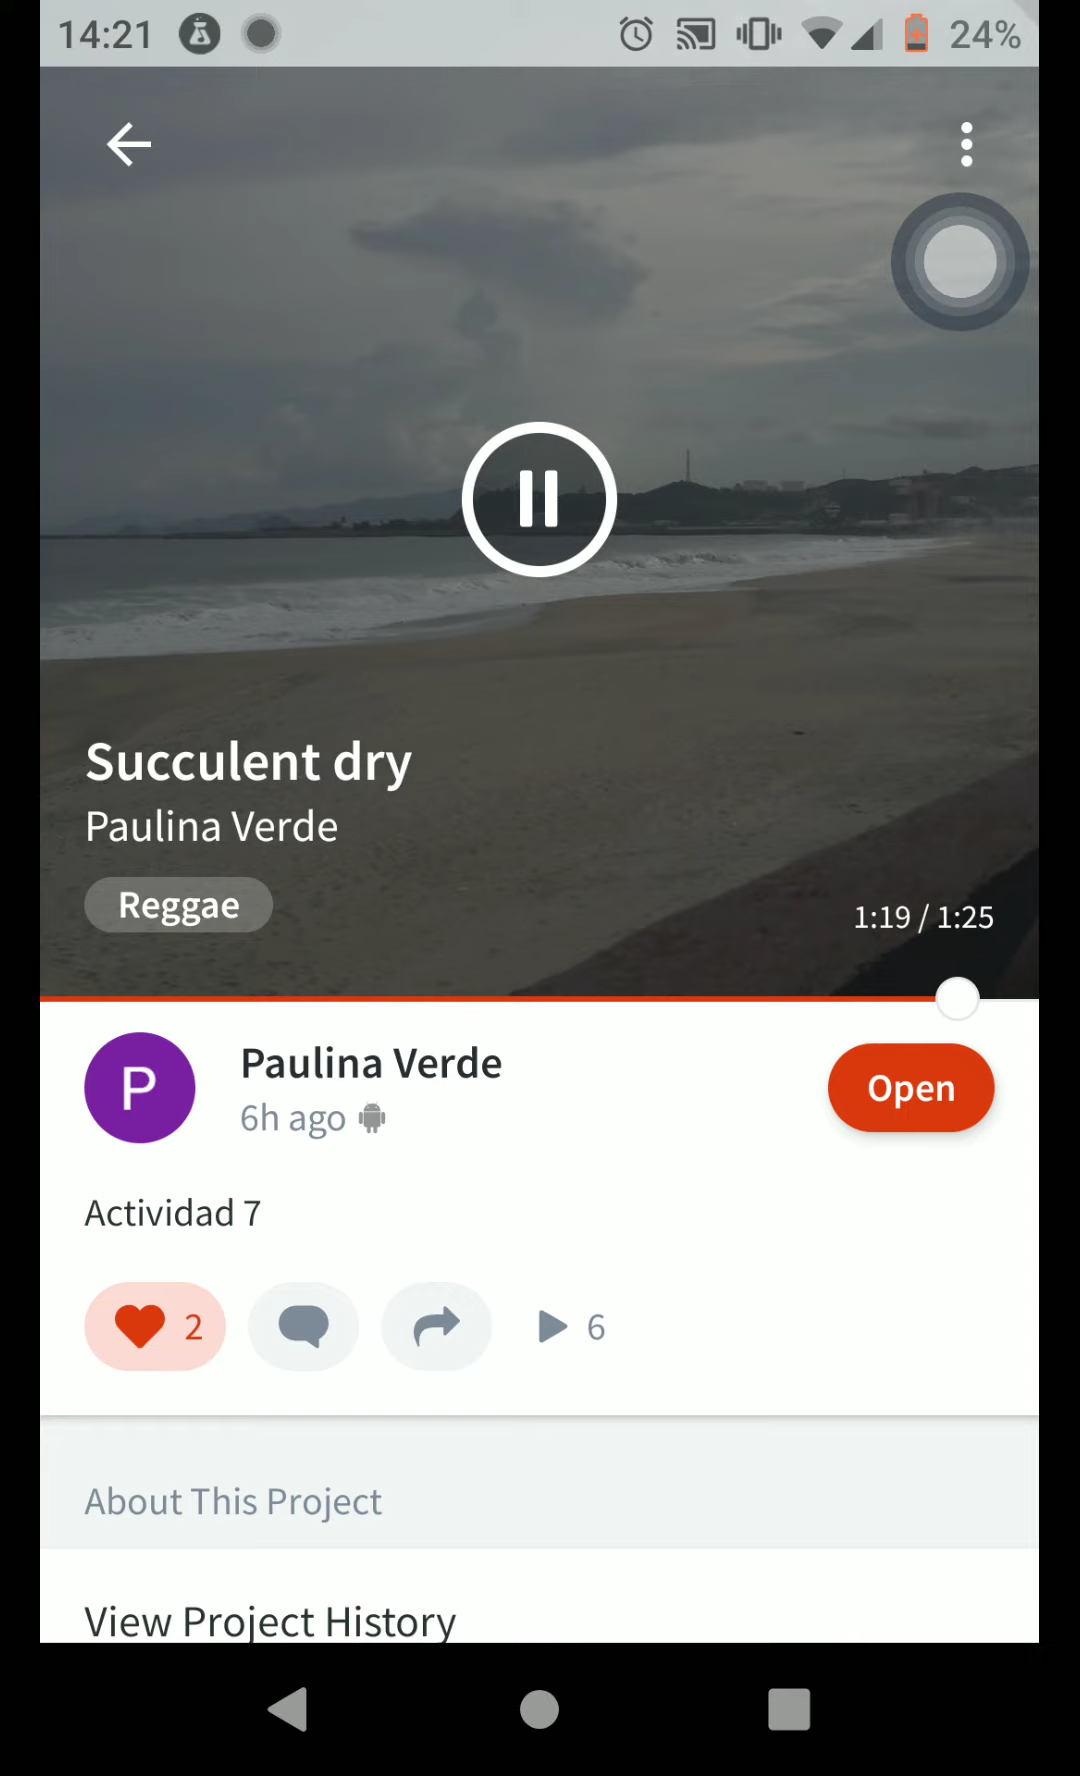 14:21
24%
Succulent dry
Paulina Verde
Reggae
1:19 / 1:25
P
Paulina Verde
6h ago
Open
Actividad 7
2
6
About This Project
View Project History